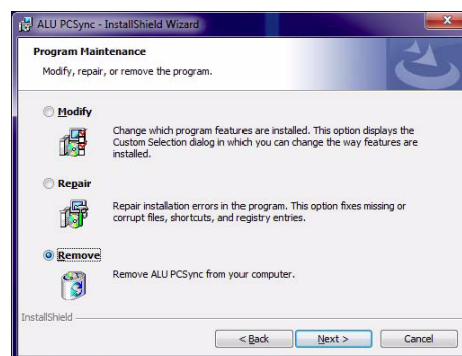 ALU PCSync - InstallShield Wizard
Program Maintenance
Modify, repair, or remove the program.
Modify
Change which program features are installed. This option displays the
Custom Selection dialog in which you can change the way features are
installed.
Repair
Repair installation errors in the program. This option fixes missing or
corrupt files, shortcuts, and registry entries.
Remove
Remove ALU PCSync from your computer.
InstallShield
< Back Next > Cancel